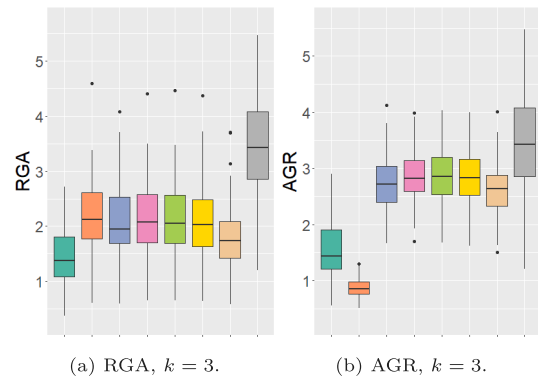 RGA
5
4
3
2
1
AGR
5
4
3
2
1
(a) RGA, k = 3.
(b) AGR, k = 3.